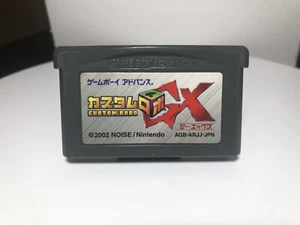 ゲームボーイ アドバンス
カスタムロボ GX
CUSTOM ROBO
ジーエックス
©2002 NOISE/Nintendo
AGB-ARJJ-JPN